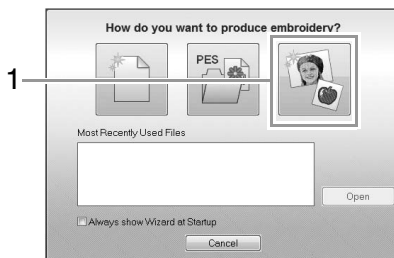 How do you want to produce embroidery?
1
PES
Most Recently Used Files
Open
Always show Wizard at Startup
Cancel